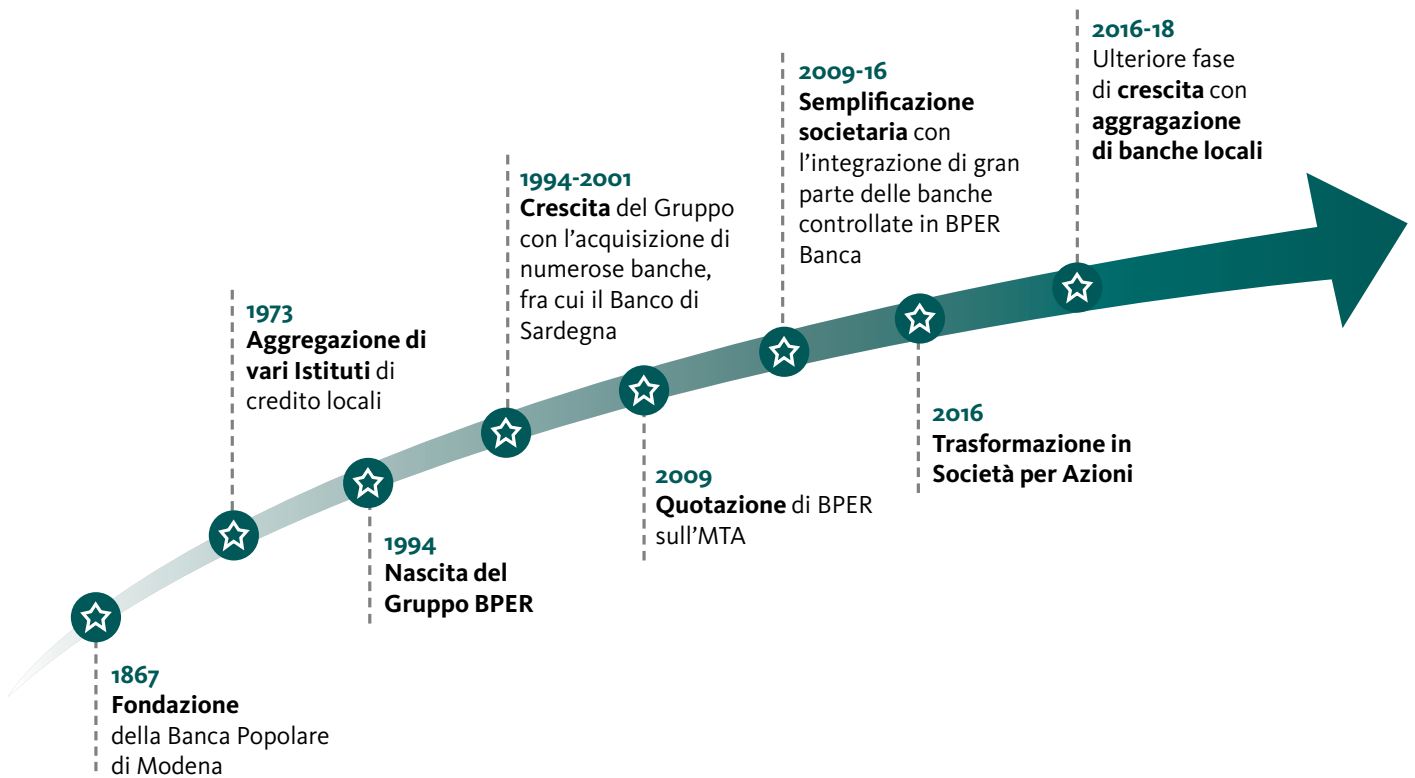 1867
Fondazione
della Banca Popolare
di Modena
1973
Aggregazione di
vari Istituti di
credito locali
1994
Nascita del
Gruppo BPER
1994-2001
Crescita del Gruppo
con l’acquisizione di
numerose banche,
fra cui il Banco di
Sardegna
2009
Quotazione di BPER
sull’MTA
2009-16
Semplificazione
societaria con
l’integrazione di gran
parte delle banche
controllate in BPER
Banca
2016
Trasformazione in
Società per Azioni
2016-18
Ulteriore fase
di crescita con
aggragazione
di banche locali